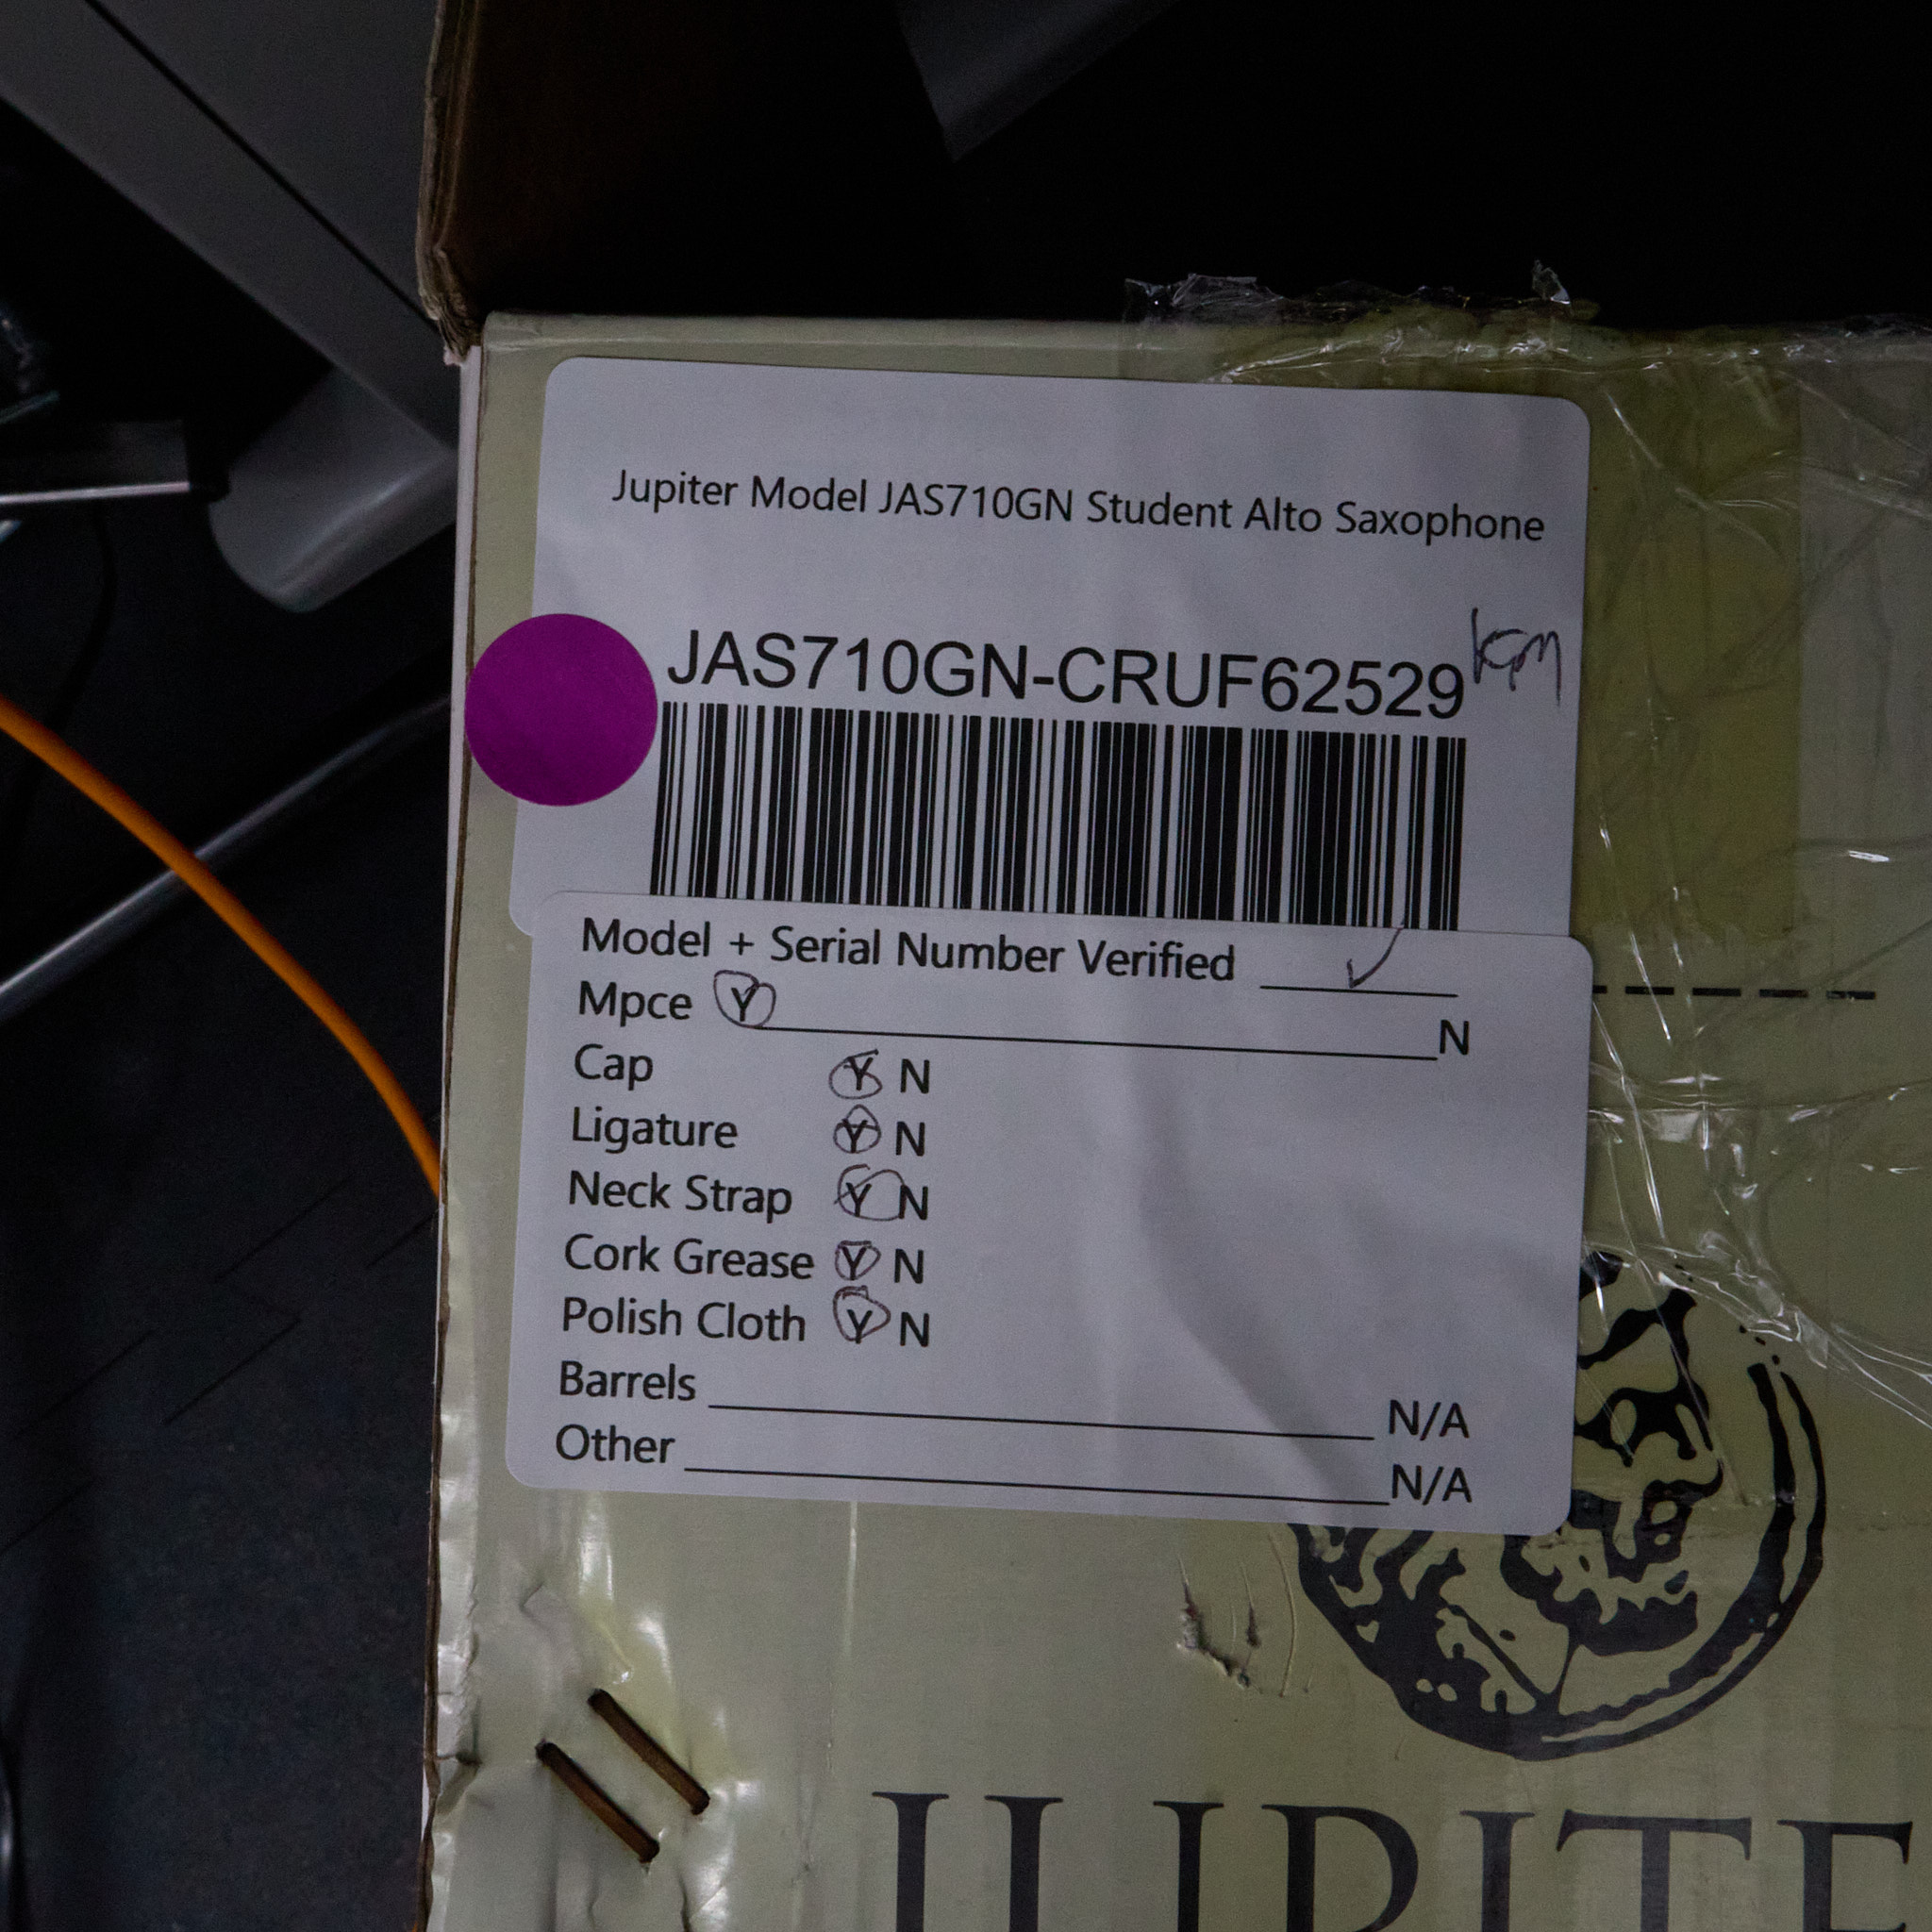 Jupiter Model JAS710GN Student Alto Saxophone
JAS710GN-CRUF62529
Model + Serial Number Verified ✓
Mpce Y N
Cap Y N
Ligature Y N
Neck Strap Y N
Cork Grease Y N
Polish Cloth Y N
Barrels N/A
Other N/A
JUPITE